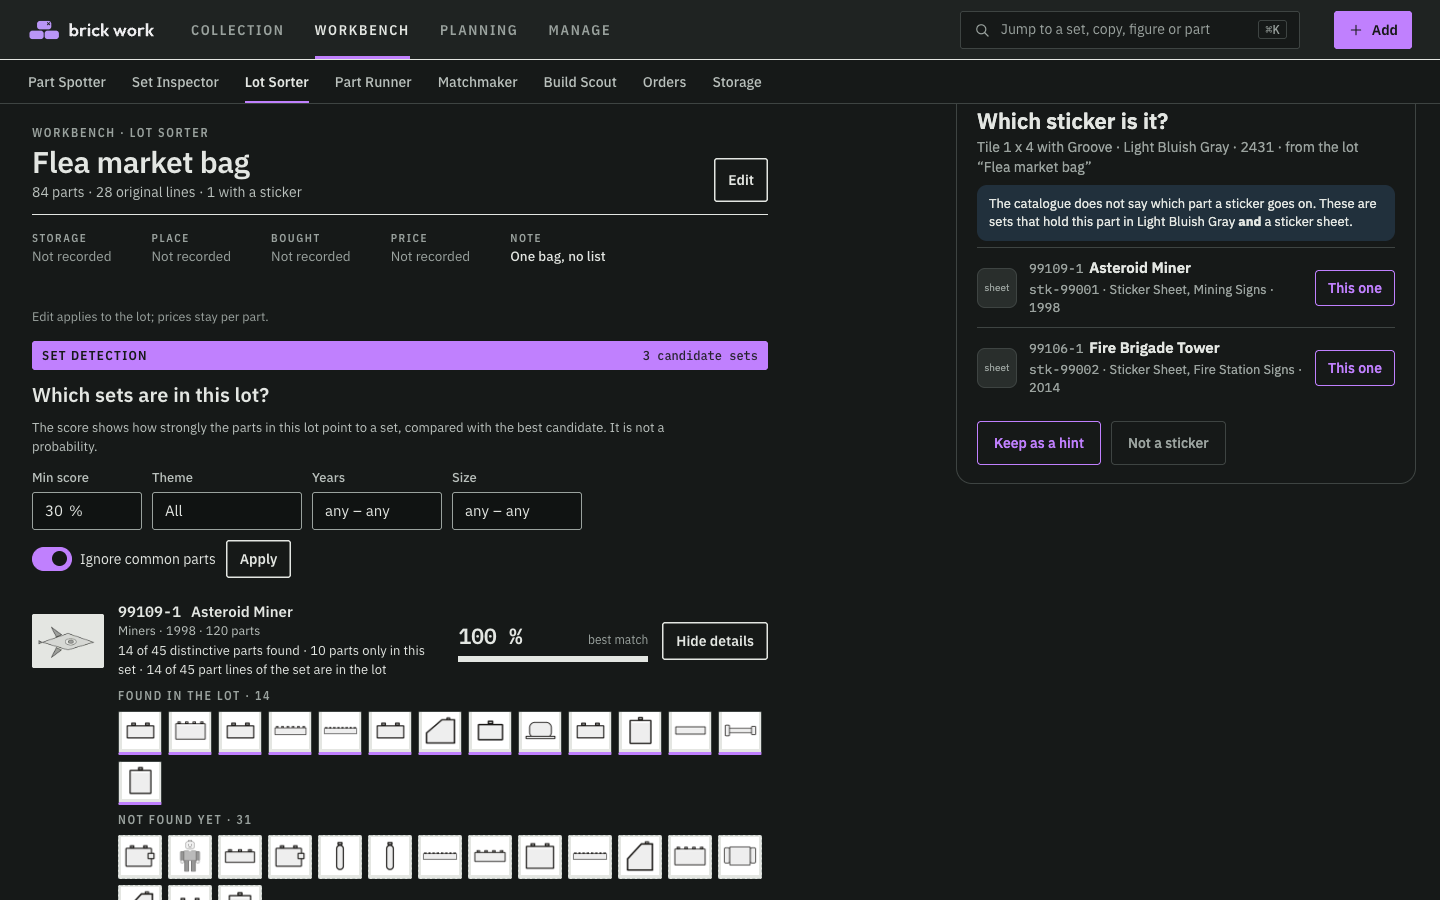 brick work
COLLECTION
WORKBENCH
PLANNING
MANAGE
Jump to a set, copy, figure or part
⌘K
+ Add
Part Spotter
Set Inspector
Lot Sorter
Part Runner
Matchmaker
Build Scout
Orders
Storage
WORKBENCH · LOT SORTER
Flea market bag
84 parts · 28 original lines · 1 with a sticker
Edit
STORAGE
Not recorded
PLACE
Not recorded
BOUGHT
Not recorded
PRICE
Not recorded
NOTE
One bag, no list
Edit applies to the lot; prices stay per part.
SET DETECTION
3 candidate sets
Which sets are in this lot?
The score shows how strongly the parts in this lot point to a set, compared with the best candidate. It is not a
probability.
Min score
30 %
Theme
All
Years
any – any
Size
any – any
Ignore common parts
Apply
99109-1 Asteroid Miner
Miners · 1998 · 120 parts
14 of 45 distinctive parts found · 10 parts only in this
set · 14 of 45 part lines of the set are in the lot
100 %
best match
Hide details
FOUND IN THE LOT · 14
NOT FOUND YET · 31
Which sticker is it?
Tile 1 x 4 with Groove · Light Bluish Gray · 2431 · from the lot
“Flea market bag”
The catalogue does not say which part a sticker goes on. These are
sets that hold this part in Light Bluish Gray and a sticker sheet.
sheet
99109-1 Asteroid Miner
stk-99001 · Sticker Sheet, Mining Signs ·
1998
This one
sheet
99106-1 Fire Brigade Tower
stk-99002 · Sticker Sheet, Fire Station Signs ·
2014
This one
Keep as a hint
Not a sticker